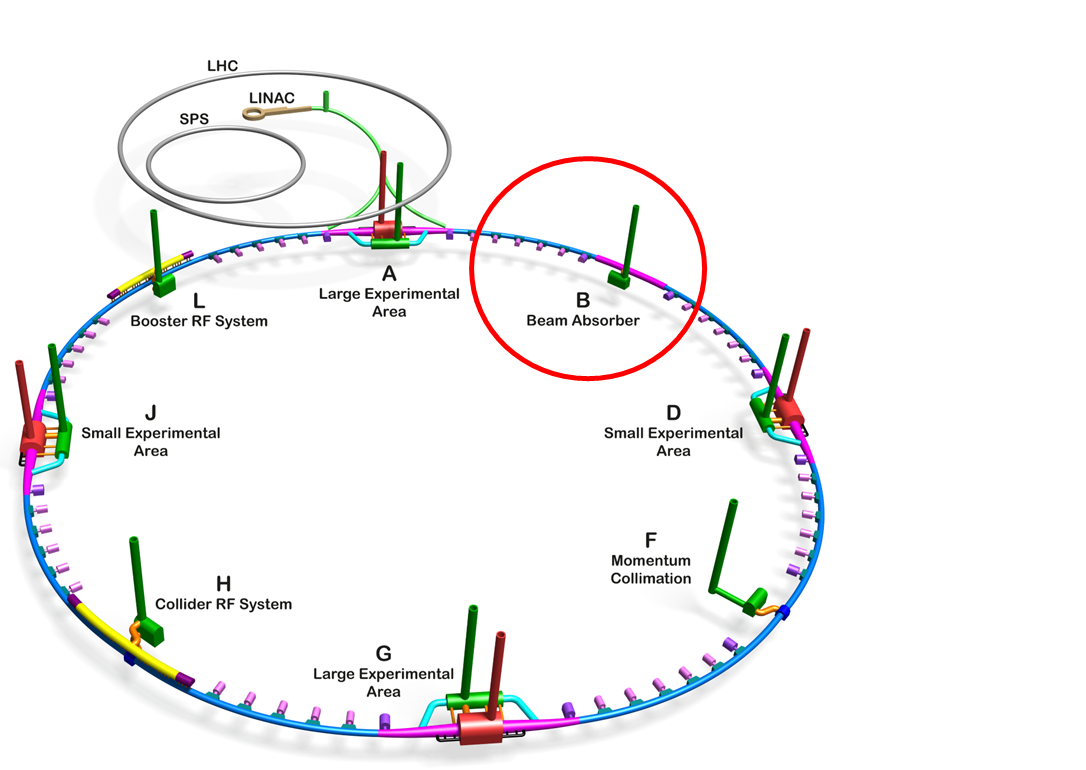 LHC
LINAC
SPS
A
Large Experimental
Area
B
Beam Absorber
L
Booster RF System
J
Small Experimental
Area
D
Small Experimental
Area
F
Momentum
Collimation
H
Collider RF System
G
Large Experimental
Area